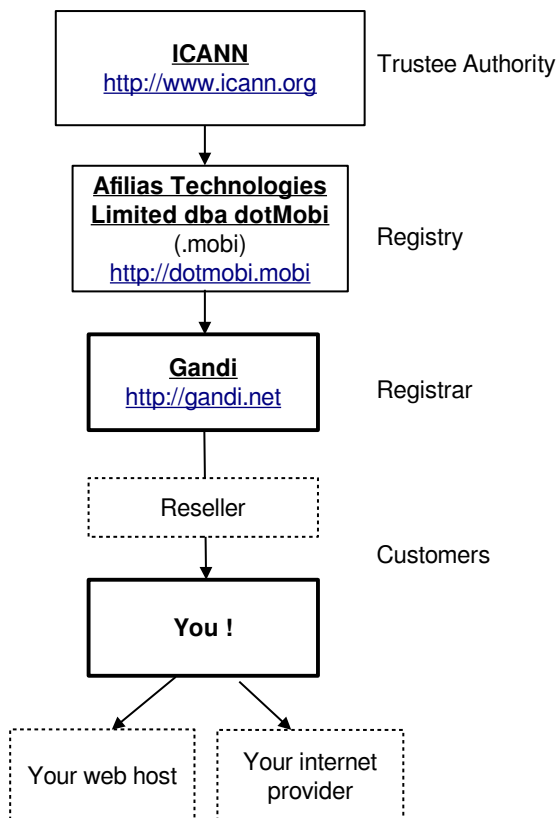 ICANN
http://www.icann.org
Trustee Authority
Afilias Technologies
Limited dba dotMobi
(.mobi)
http://dotmobi.mobi
Registry
Gandi
http://gandi.net
Registrar
Reseller
Customers
You !
Your web host
Your internet
provider